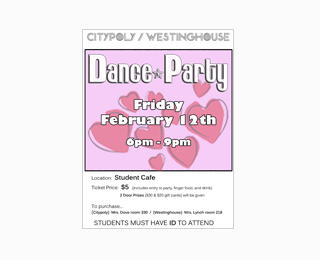 CITYPOLY / WESTINGHOUSE
Dance Party
Friday
February 12th
6pm - 9pm
Location: Student Cafe
Ticket Price: $5 (includes entry to party, finger food, and drink)
2 Door Prizes ($30 & $20 gift cards) will be given
To purchase...
(Citypoly) Mrs. Dove room 330 / (Westinghouse) Mrs. Lynch room 218
STUDENTS MUST HAVE ID TO ATTEND